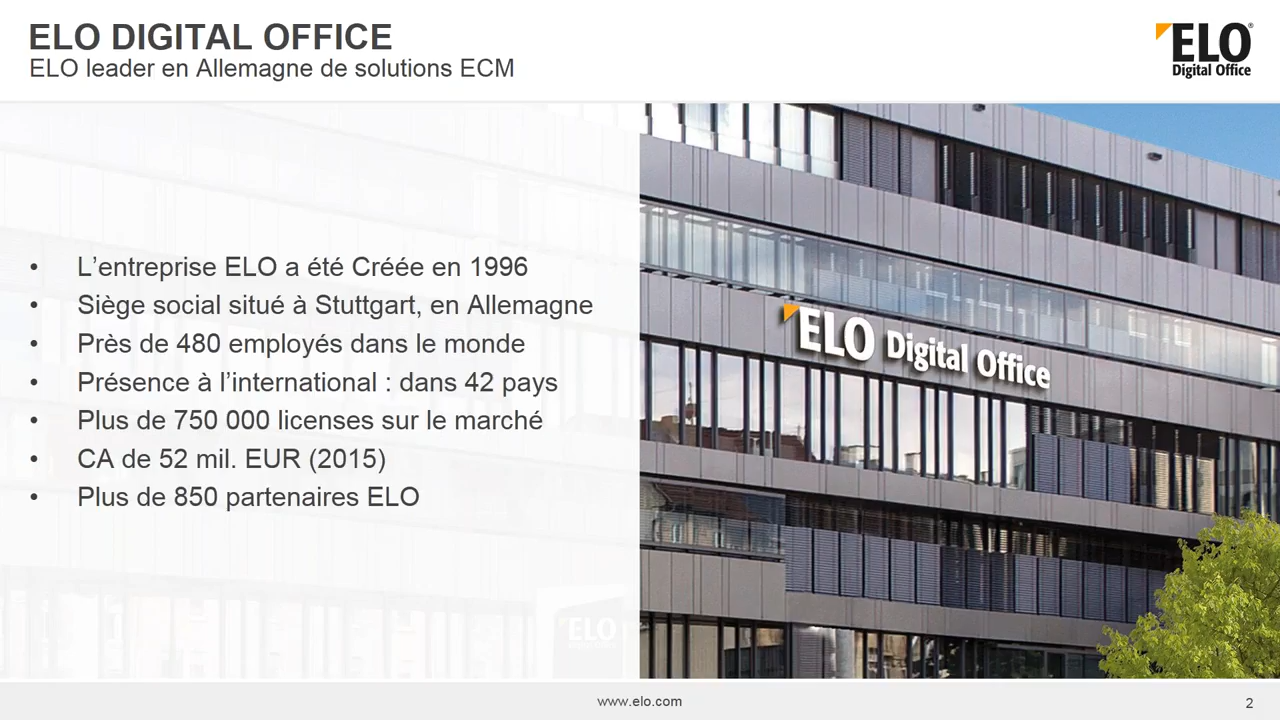 ELO DIGITAL OFFICE
ELO leader en Allemagne de solutions ECM
ELO®
Digital Office
• L’entreprise ELO a été Créée en 1996
• Siège social situé à Stuttgart, en Allemagne
• Près de 480 employés dans le monde
• Présence à l’international : dans 42 pays
• Plus de 750 000 licenses sur le marché
• CA de 52 mil. EUR (2015)
• Plus de 850 partenaires ELO
ELO Digital Office
ELO
www.elo.com
2